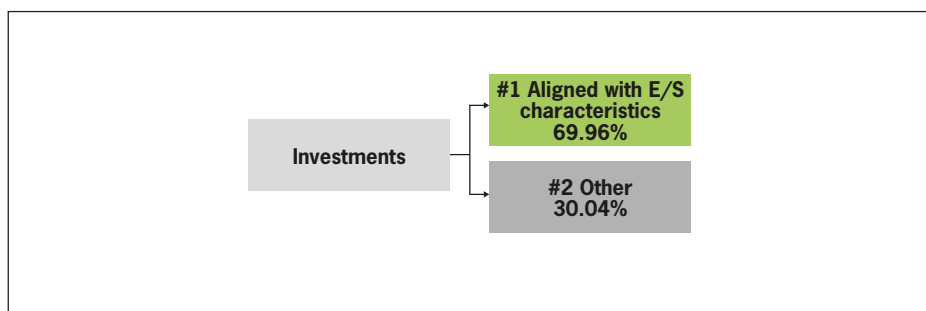 Investments
#1 Aligned with E/S
characteristics
69.96%
#2 Other
30.04%